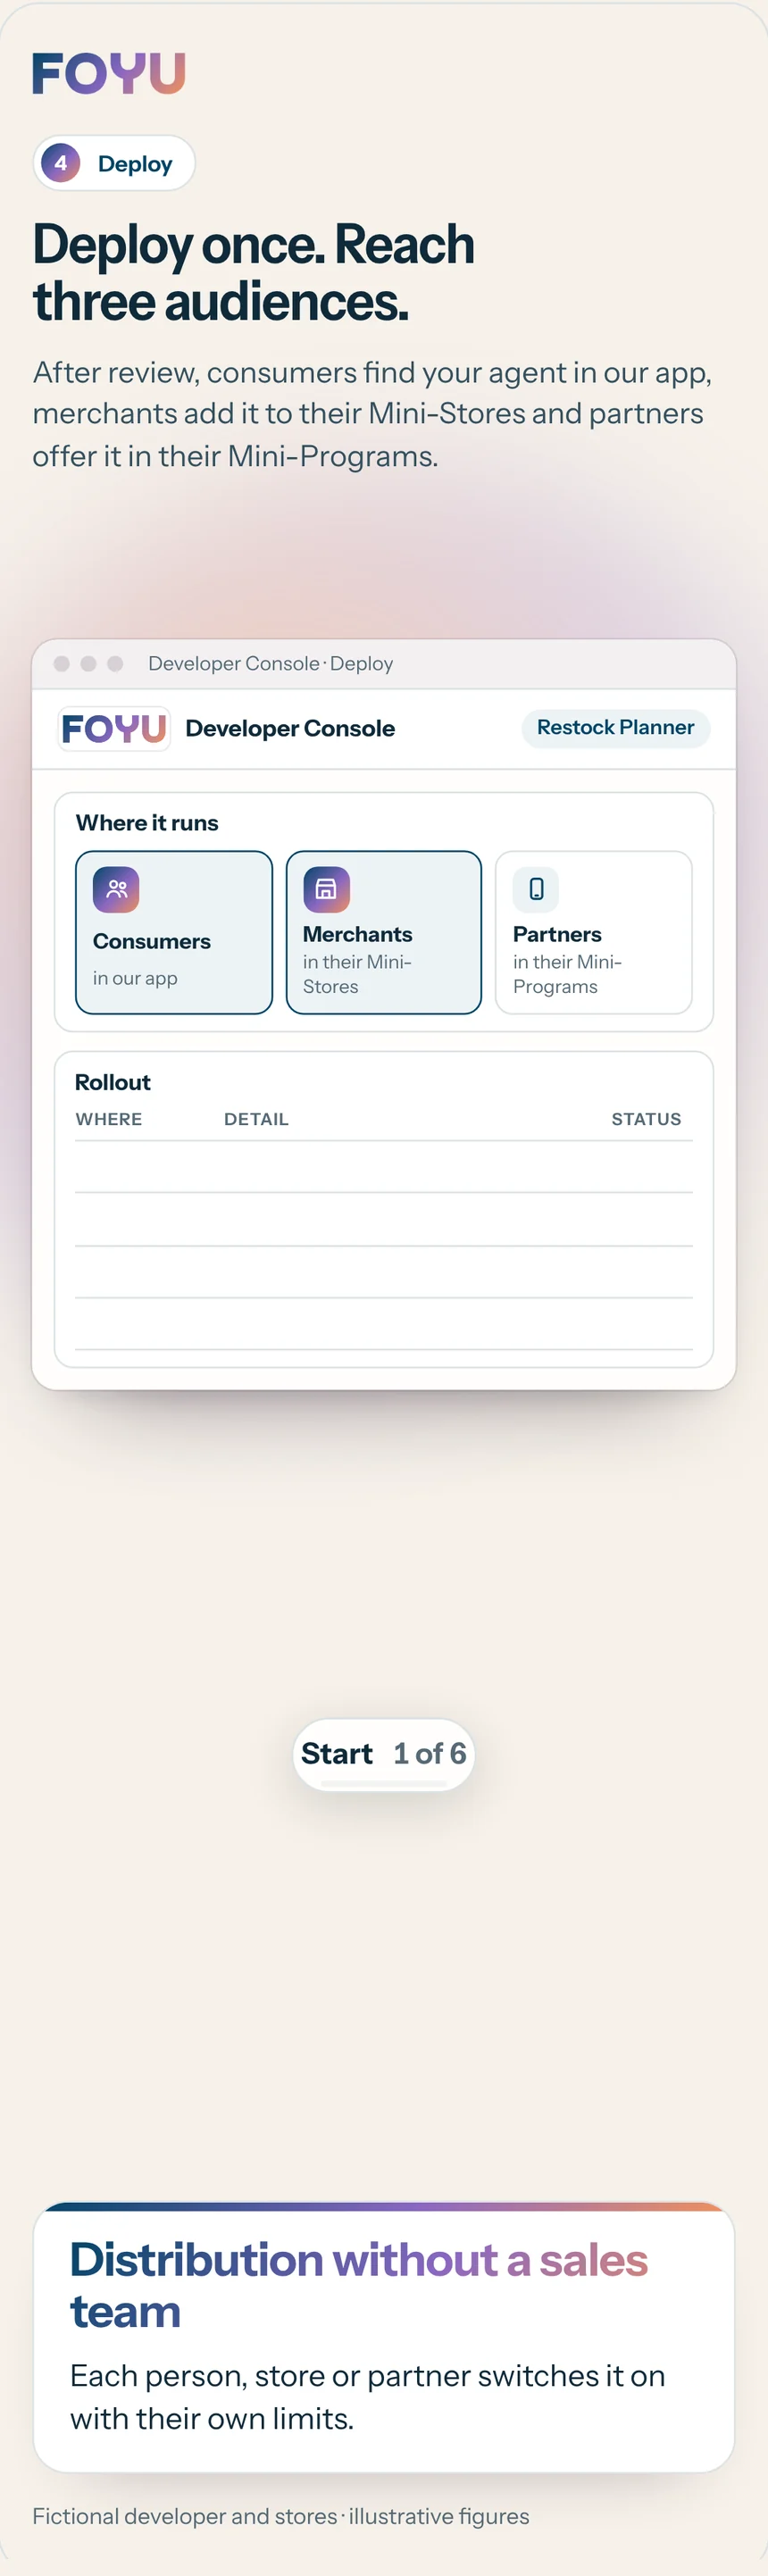 FOYU
4 Deploy
Deploy once. Reach
three audiences.
After review, consumers find your agent in our app,
merchants add it to their Mini-Stores and partners
offer it in their Mini-Programs.
Developer Console · Deploy
FOYU Developer Console Restock Planner
Where it runs
Consumers
in our app
Merchants
in their Mini-
Stores
Partners
in their Mini-
Programs
Rollout
WHERE DETAIL STATUS
Start 1 of 6
Distribution without a sales
team
Each person, store or partner switches it on
with their own limits.
Fictional developer and stores · illustrative figures